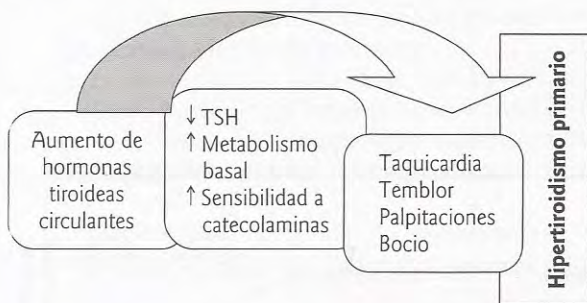 Aumento de
hormonas
tiroideas
circulantes
↓ TSH
↑ Metabolismo
basal
↑ Sensibilidad a
catecolaminas
Taquicardia
Temblor
Palpitaciones
Bocio
Hipertiroidismo primario